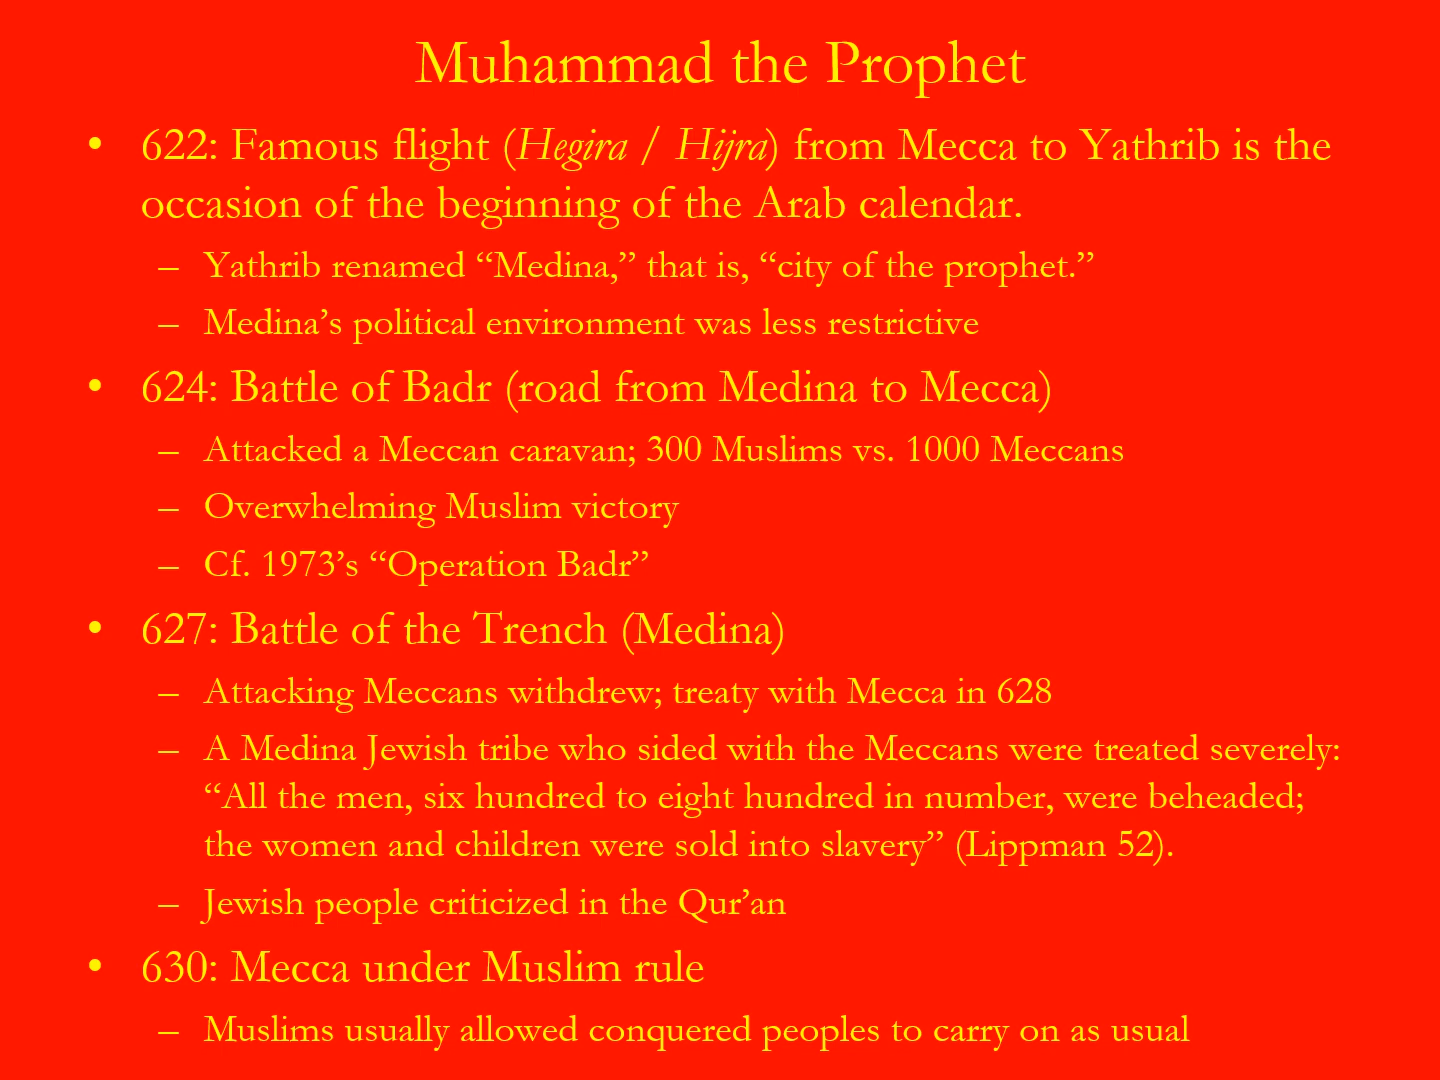 Muhammad the Prophet
• 622: Famous flight (Hegira / Hijra) from Mecca to Yathrib is the
occasion of the beginning of the Arab calendar.
– Yathrib renamed “Medina,” that is, “city of the prophet.”
– Medina’s political environment was less restrictive
• 624: Battle of Badr (road from Medina to Mecca)
– Attacked a Meccan caravan; 300 Muslims vs. 1000 Meccans
– Overwhelming Muslim victory
– Cf. 1973’s “Operation Badr”
• 627: Battle of the Trench (Medina)
– Attacking Meccans withdrew; treaty with Mecca in 628
– A Medina Jewish tribe who sided with the Meccans were treated severely:
“All the men, six hundred to eight hundred in number, were beheaded;
the women and children were sold into slavery” (Lippman 52).
– Jewish people criticized in the Qur’an
• 630: Mecca under Muslim rule
– Muslims usually allowed conquered peoples to carry on as usual